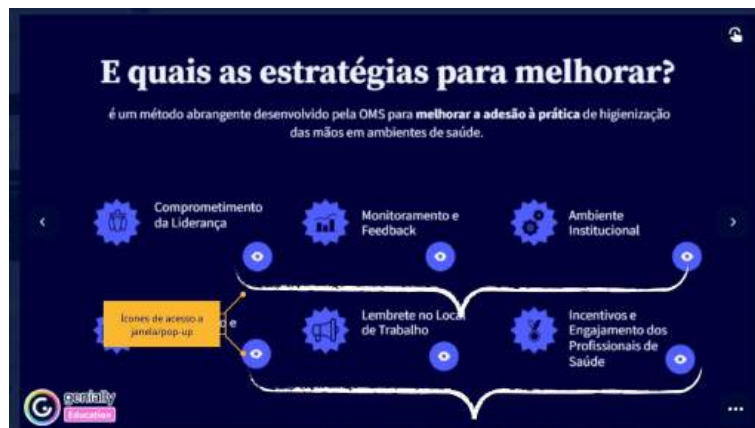 E quais as estratégias para melhorar?
é um método abrangente desenvolvido pela OMS para melhorar a adesão à prática de higienização
das mãos em ambientes de saúde.
Comprometimento
da Liderança
Monitoramento e
Feedback
Ambiente
Institucional
Ícones de acesso a
janela/pop-up
e
Lembrete no Local
de Trabalho
Incentivos e
Engajamento dos
Profissionais de
Saúde
genially
Education